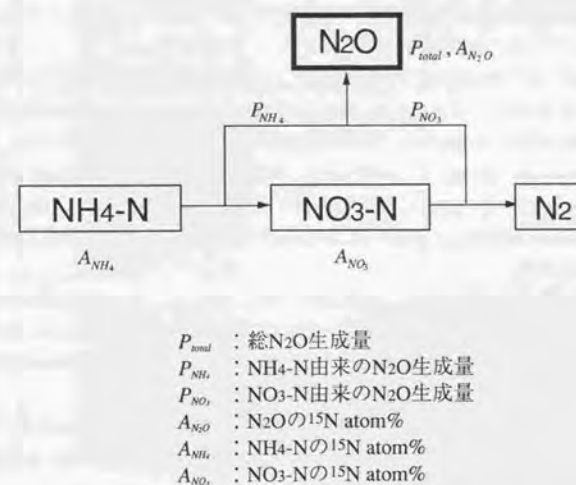 N2O
P_total , A_N2O
P_NH4 P_NO3
NH4-N NO3-N N2
A_NH4 A_NO3
P_total : 総N2O生成量
P_NH4 : NH4-N由来のN2O生成量
P_NO3 : NO3-N由来のN2O生成量
A_N2O : N2Oの15N atom%
A_NH4 : NH4-Nの15N atom%
A_NO3 : NO3-Nの15N atom%